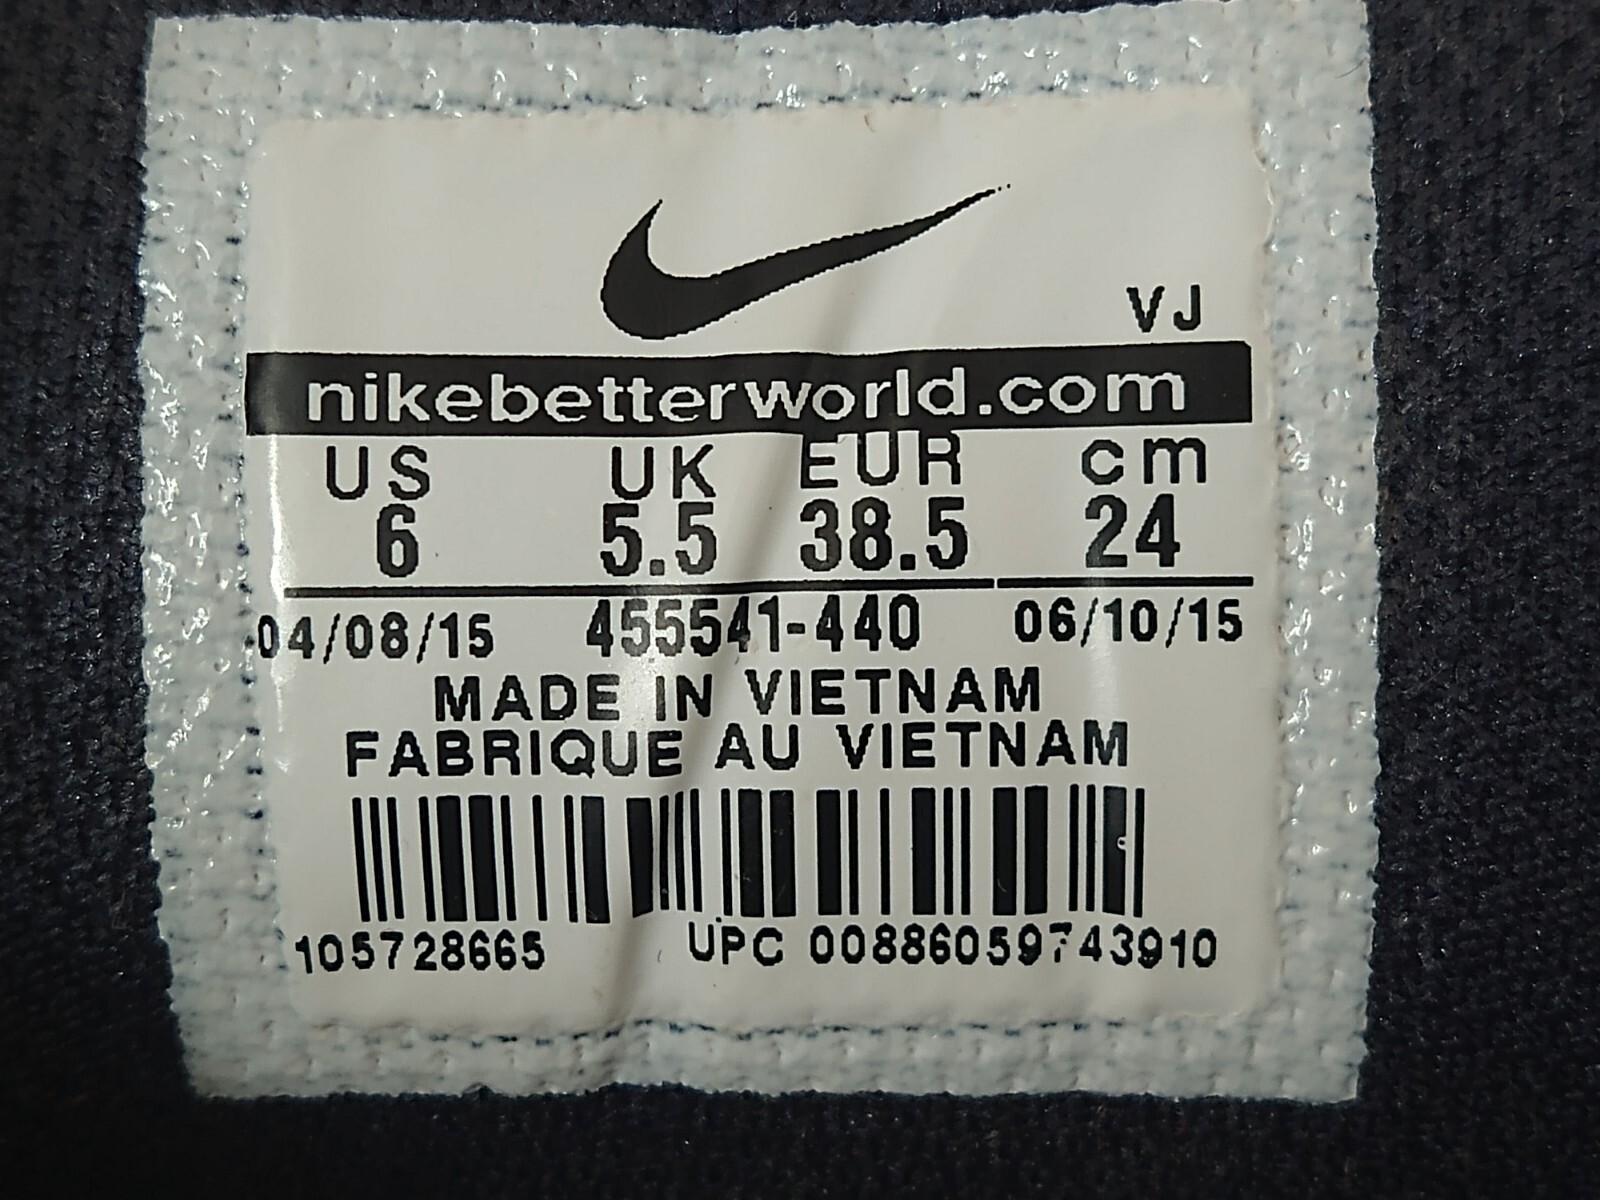 VJ
nikebetterworld.com
US UK EUR cm
6 5.5 38.5 24
04/08/15 455541-440 06/10/15
MADE IN VIETNAM
FABRIQUE AU VIETNAM
105728665 UPC 00886059743910